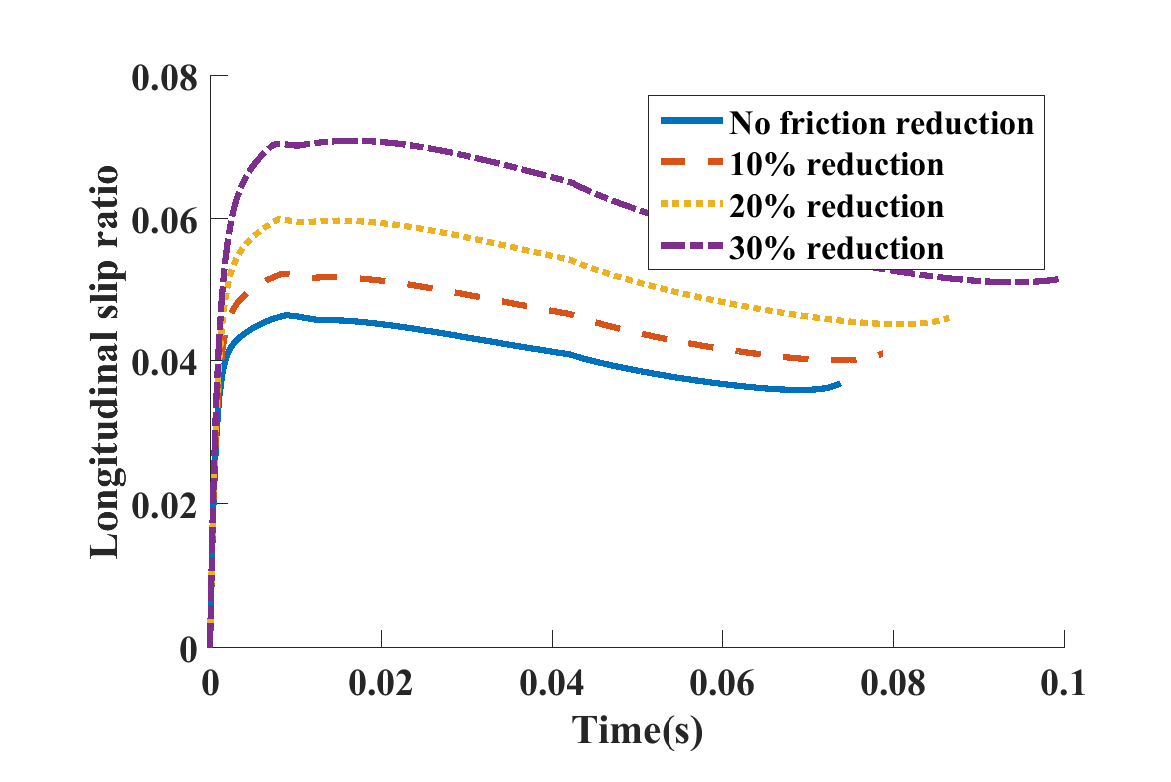 0.08
0.06
0.04
0.02
0
Longitudinal slip ratio
No friction reduction
10% reduction
20% reduction
30% reduction
0 0.02 0.04 0.06 0.08 0.1
Time(s)